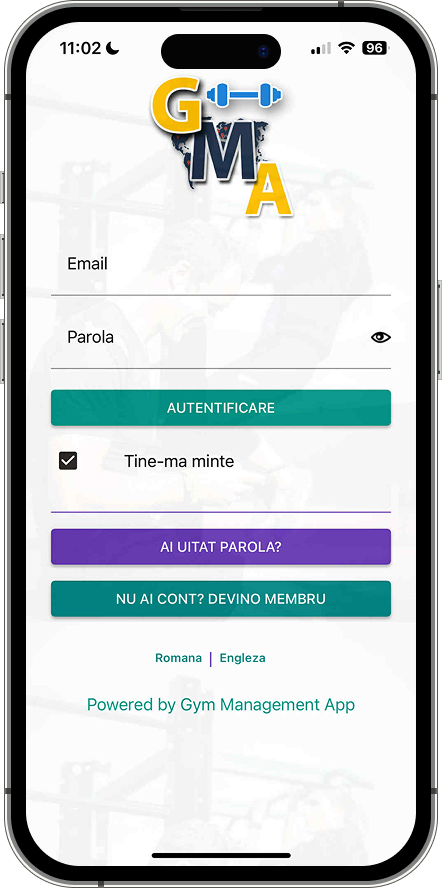 11:02
96
G
M
A
Email
Parola
AUTENTIFICARE
Tine-ma minte
AI UITAT PAROLA?
NU AI CONT? DEVINO MEMBRU
Romana | Engleza
Powered by Gym Management App